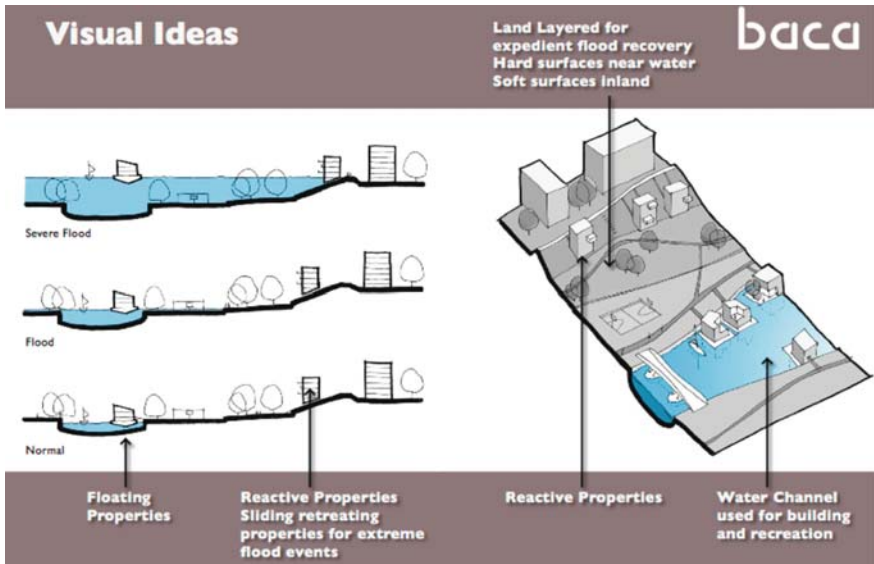 Visual Ideas
Land Layered for
expedient flood recovery
Hard surfaces near water
Soft surfaces inland
baca
Severe Flood
Flood
Normal
Floating
Properties
Reactive Properties
Sliding retreating
properties for extreme
flood events
Reactive Properties
Water Channel
used for building
and recreation